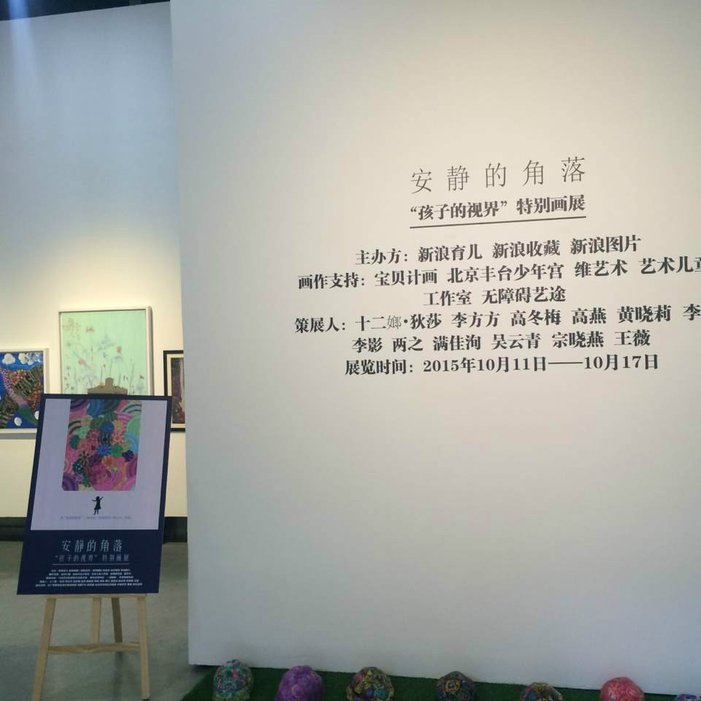 安静的角落
“孩子的视界”特别画展
主办方：新浪育儿 新浪收藏 新浪图片
画作支持：宝贝计画 北京丰台少年宫 维艺术 艺术儿童
工作室 无障碍艺途
策展人：十二嫏•狄莎 李方方 高冬梅 高燕 黄晓莉 李
李影 两之 满佳洵 吴云青 宗晓燕 王薇
展览时间：2015年10月11日——10月17日
安静的角落
“孩子的视界”特别画展